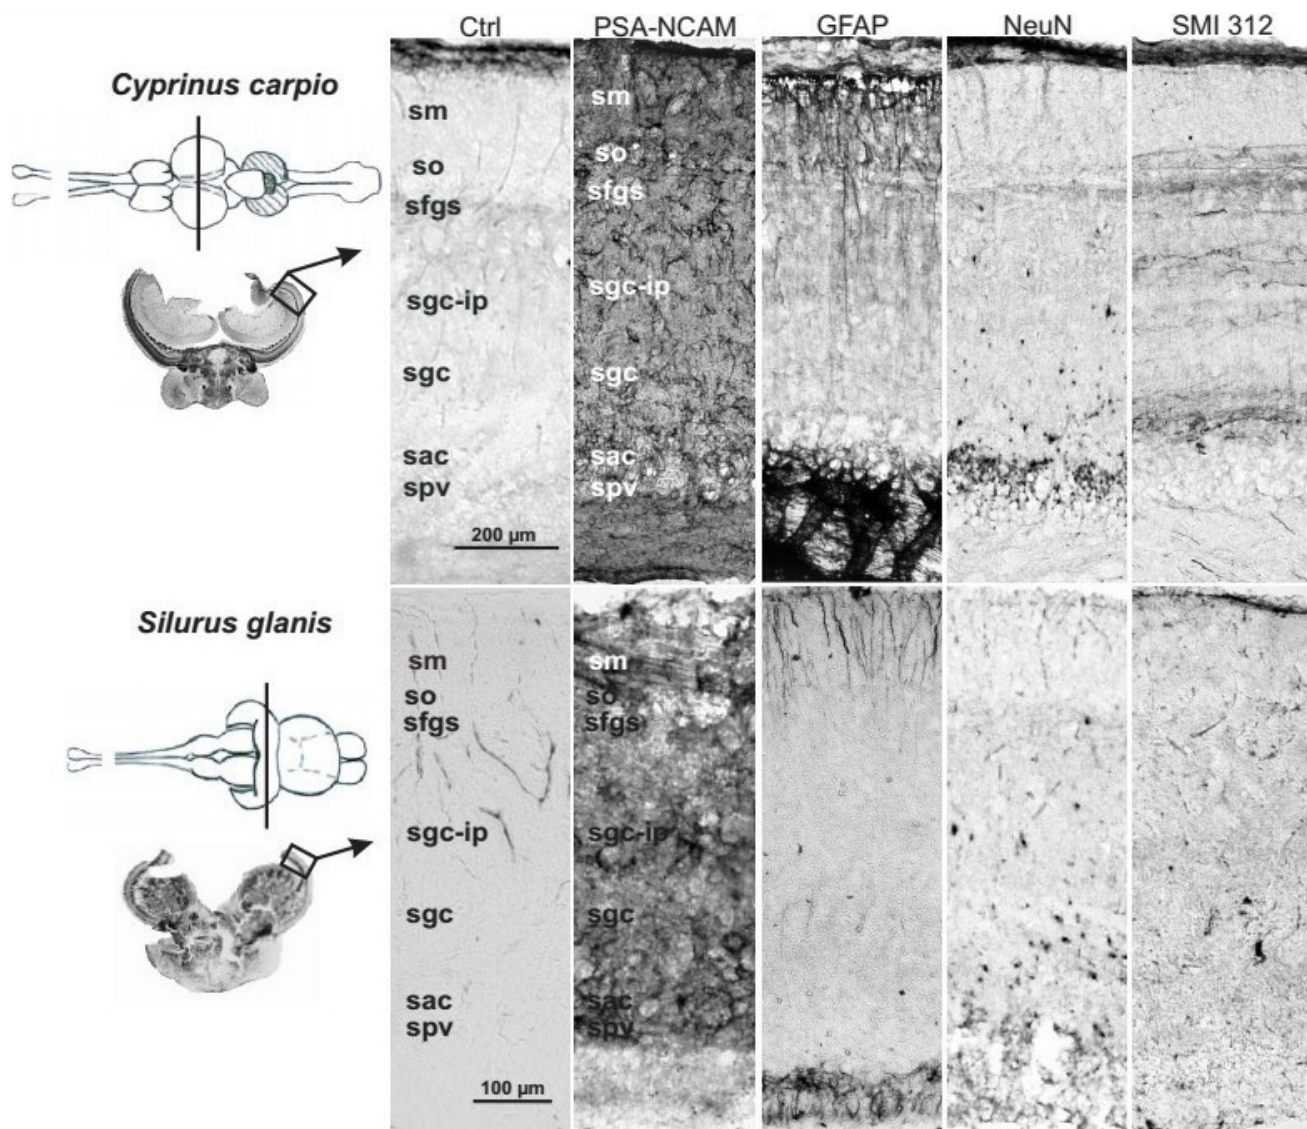 Ctrl PSA-NCAM GFAP NeuN SMI 312
Cyprinus carpio
sm sm
so so
sfgs sfgs
sgc-ip sgc-ip
sgc sgc
sac sac
spv spv
200 µm
Silurus glanis
sm sm
so so
sfgs sfgs
sgc-ip sgc-ip
sgc sgc
sac sac
spv spv
100 µm